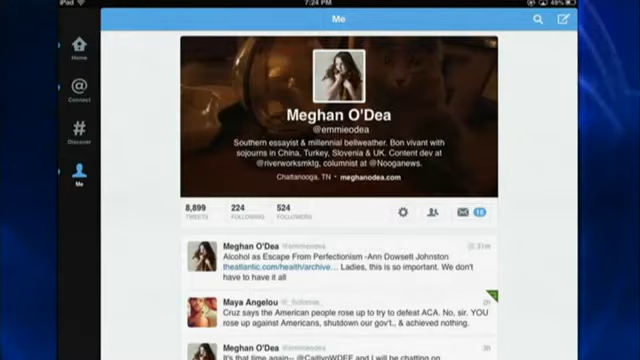 iPad
7:24 PM
49%
Me
Home
Connect
Discover
Me
Meghan O'Dea
@emmieodea
Southern essayist & millennial bellweather. Bon vivant with
sojourns in China, Turkey, Slovenia & UK. Content dev at
@riverworksmktg, columnist at @Nooganews.
Chattanooga, TN • meghanodea.com
8,899
TWEETS
224
FOLLOWING
524
FOLLOWERS
18
Meghan O'Dea @emmieodea 31m
Alcohol as Escape From Perfectionism -Ann Dowsett Johnston
theatlantic.com/health/archive... Ladies, this is so important. We don't
have to have it all
Maya Angelou
Cruz says the American people rose up to try to defeat ACA. No, sir. YOU
rose up against Americans, shutdown our gov't., & achieved nothing.
Meghan O'Dea @emmieodea 3h
It's that time again-- @CaitlynWDEF and I will be chatting on